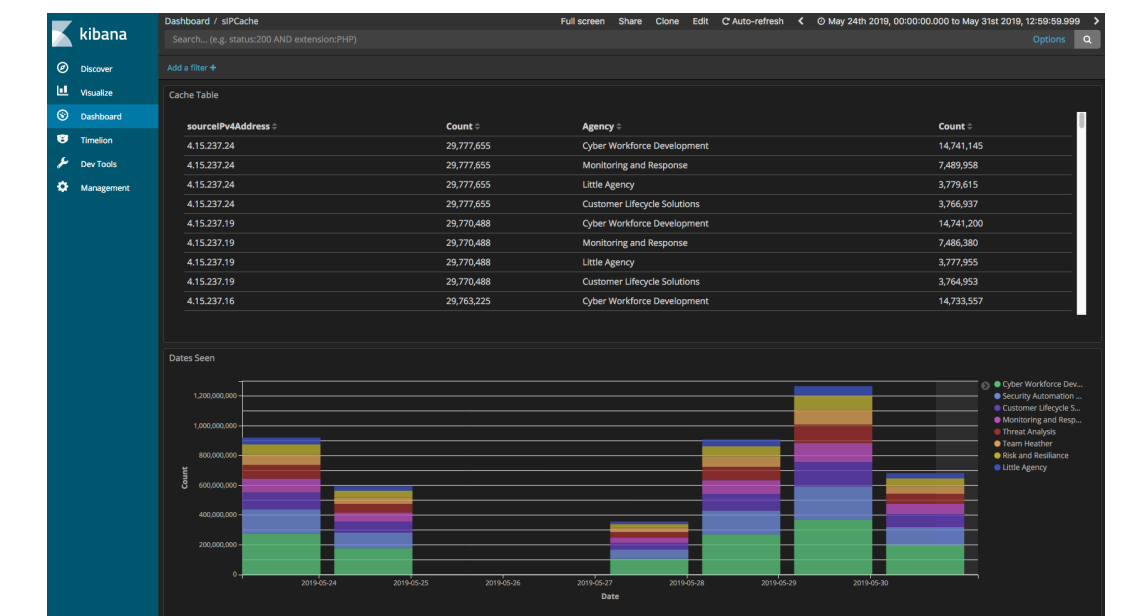 kibana
Discover
Visualize
Dashboard
Timelion
Dev Tools
Management
Dashboard / sIPCache
Full screen Share Clone Edit Auto-refresh May 24th 2019, 00:00:00.000 to May 31st 2019, 12:59:59.999
Search... (e.g. status:200 AND extension:PHP) Options
Add a filter +
Cache Table
sourceIPv4Address Count Agency Count
4.15.237.24 29,777,655 Cyber Workforce Development 14,741,145
4.15.237.24 29,777,655 Monitoring and Response 7,489,958
4.15.237.24 29,777,655 Little Agency 3,779,615
4.15.237.24 29,777,655 Customer Lifecycle Solutions 3,766,937
4.15.237.19 29,770,488 Cyber Workforce Development 14,741,200
4.15.237.19 29,770,488 Monitoring and Response 7,486,380
4.15.237.19 29,770,488 Little Agency 3,777,955
4.15.237.19 29,770,488 Customer Lifecycle Solutions 3,764,953
4.15.237.16 29,763,225 Cyber Workforce Development 14,733,557
Dates Seen
1,200,000,000
1,000,000,000
800,000,000
600,000,000
400,000,000
200,000,000
0
Count
2019-05-24 2019-05-25 2019-05-26 2019-05-27 2019-05-28 2019-05-29 2019-05-30
Date
Cyber Workforce Dev...
Security Automation ...
Customer Lifecycle S...
Monitoring and Resp...
Threat Analysis
Team Heather
Risk and Resiliance
Little Agency